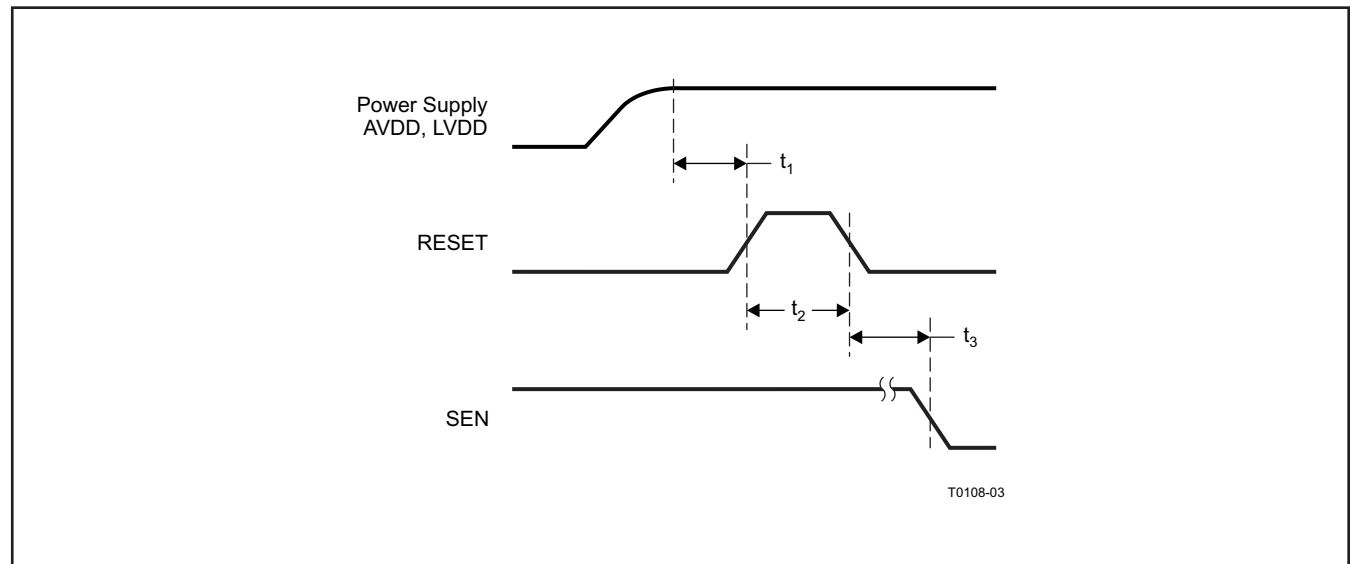 Power Supply
AVDD, LVDD
t1
RESET
t2
t3
SEN
T0108-03